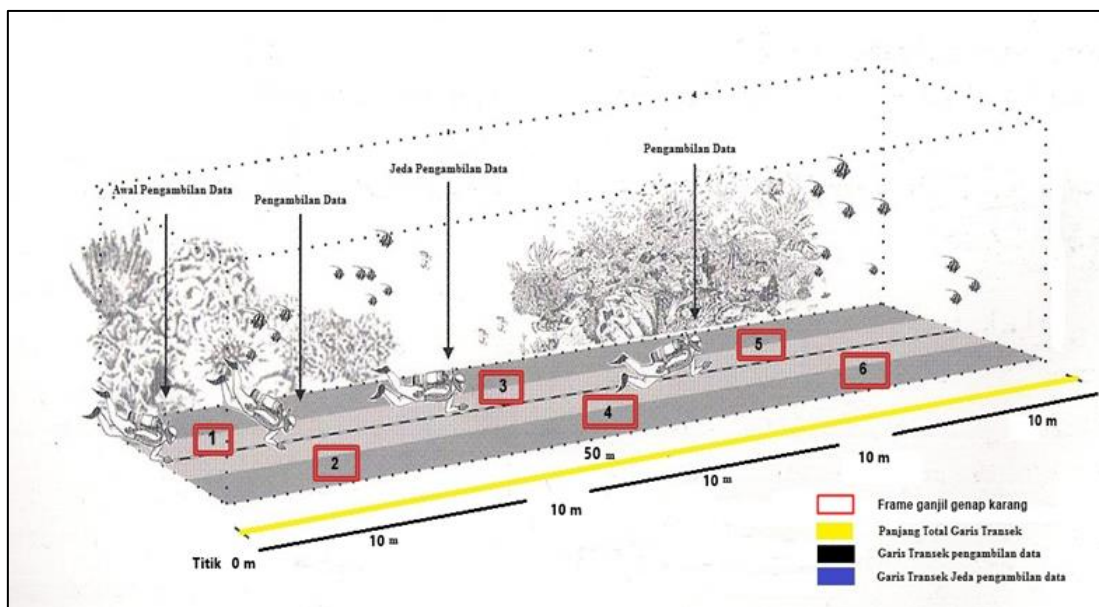 Pengambilan Data
Jeda Pengambilan Data
Awal Pengambilan Data
Pengambilan Data
5
3
6
4
1
2
50 m
10 m
10 m
10 m
10 m
10 m
Titik 0 m
Frame ganjil genap karang
Panjang Total Garis Transek
Garis Transek pengambilan data
Garis Transek Jeda pengambilan data